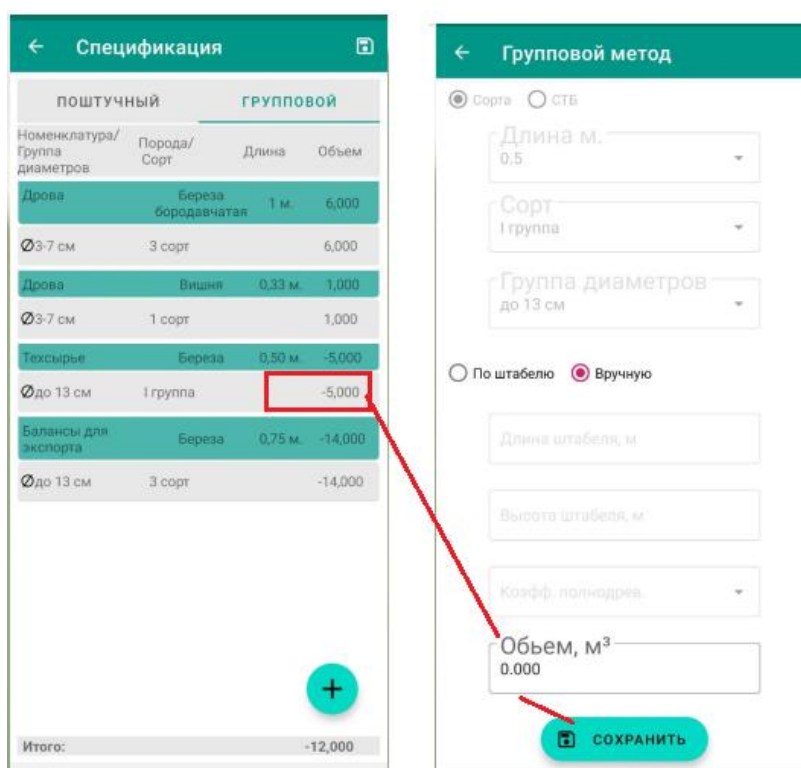 Спецификация
ПОШТУЧНЫЙ ГРУППОВОЙ
Номенклатура/ Группа диаметров Порода/ Сорт Длина Объем
Дрова Береза бородавчатая 1 м. 6,000
Ø3-7 см 3 сорт 6,000
Дрова Вишня 0,33 м. 1,000
Ø3-7 см 1 сорт 1,000
Техсырье Береза 0,50 м. -5,000
Øдо 13 см I группа -5,000
Балансы для экспорта Береза 0,75 м. -14,000
Øдо 13 см 3 сорт -14,000
+
Итого: -12,000
Групповой метод
Сорта СТБ
Длина м.
0.5
Сорт
I группа
Группа диаметров
до 13 см
По штабелю Вручную
Длина штабеля, м
Высота штабеля, м
Коэфф. полнодрев.
Обьем, м³
0.000
СОХРАНИТЬ